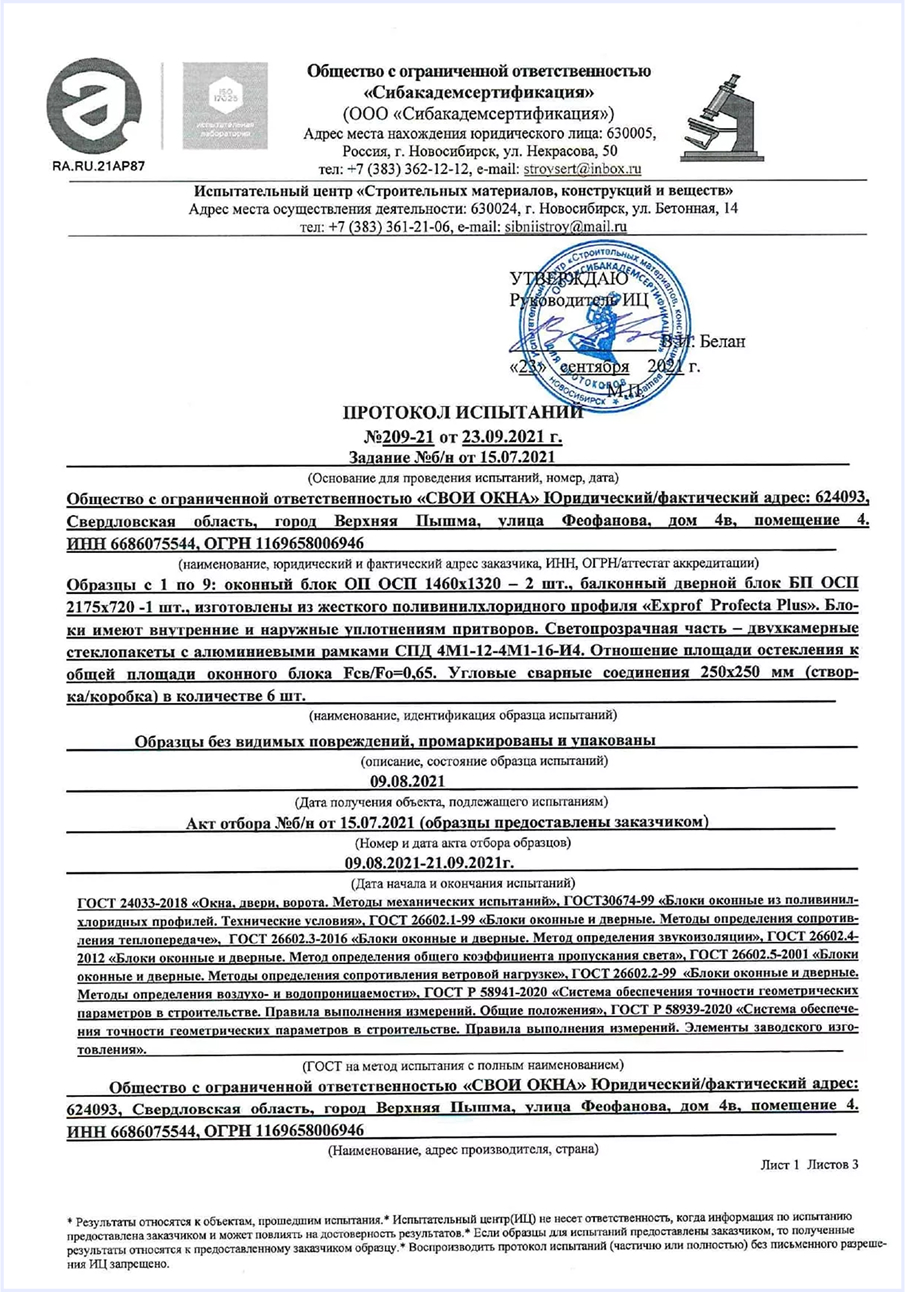 Общество с ограниченной ответственностью
«Сибакадемсертификация»
(ООО «Сибакадемсертификация»)
Адрес места нахождения юридического лица: 630005,
Россия, г. Новосибирск, ул. Некрасова, 50
тел: +7 (383) 362-12-12, e-mail: stroysert@inbox.ru
ISO
17025
испытательная
лаборатория
RA.RU.21АР87
Испытательный центр «Строительных материалов, конструкций и веществ»
Адрес места осуществления деятельности: 630024, г. Новосибирск, ул. Бетонная, 14
тел: +7 (383) 361-21-06, e-mail: sibniistroy@mail.ru
УТВЕРЖДАЮ
Руководитель ИЦ
В.И. Белан
«23» сентября 2021 г.
М.П.
ПРОТОКОЛ ИСПЫТАНИЙ
№209-21 от 23.09.2021 г.
Задание №б/н от 15.07.2021
(Основание для проведения испытаний, номер, дата)
Общество с ограниченной ответственностью «СВОИ ОКНА» Юридический/фактический адрес: 624093,
Свердловская область, город Верхняя Пышма, улица Феофанова, дом 4в, помещение 4.
ИНН 6686075544, ОГРН 1169658006946
(наименование, юридический и фактический адрес заказчика, ИНН, ОГРН/аттестат аккредитации)
Образцы с 1 по 9: оконный блок ОП ОСП 1460х1320 – 2 шт., балконный дверной блок БП ОСП
2175х720 -1 шт., изготовлены из жесткого поливинилхлоридного профиля «Exprof Profecta Plus». Бло-
ки имеют внутренние и наружные уплотнениям притворов. Светопрозрачная часть – двухкамерные
стеклопакеты с алюминиевыми рамками СПД 4М1-12-4М1-16-И4. Отношение площади остекления к
общей площади оконного блока Fсв/Fо=0,65. Угловые сварные соединения 250х250 мм (створ-
ка/коробка) в количестве 6 шт.
(наименование, идентификация образца испытаний)
Образцы без видимых повреждений, промаркированы и упакованы
(описание, состояние образца испытаний)
09.08.2021
(Дата получения объекта, подлежащего испытаниям)
Акт отбора №б/н от 15.07.2021 (образцы предоставлены заказчиком)
(Номер и дата акта отбора образцов)
09.08.2021-21.09.2021г.
(Дата начала и окончания испытаний)
ГОСТ 24033-2018 «Окна, двери, ворота. Методы механических испытаний», ГОСТ30674-99 «Блоки оконные из поливинил-
хлоридных профилей. Технические условия», ГОСТ 26602.1-99 «Блоки оконные и дверные. Методы определения сопротив-
ления теплопередаче», ГОСТ 26602.3-2016 «Блоки оконные и дверные. Метод определения звукоизоляции», ГОСТ 26602.4-
2012 «Блоки оконные и дверные. Метод определения общего коэффициента пропускания света», ГОСТ 26602.5-2001 «Блоки
оконные и дверные. Методы определения сопротивления ветровой нагрузке», ГОСТ 26602.2-99 «Блоки оконные и дверные.
Методы определения воздухо- и водопроницаемости», ГОСТ Р 58941-2020 «Система обеспечения точности геометрических
параметров в строительстве. Правила выполнения измерений. Общие положения», ГОСТ Р 58939-2020 «Система обеспече-
ния точности геометрических параметров в строительстве. Правила выполнения измерений. Элементы заводского изго-
товления».
(ГОСТ на метод испытания с полным наименованием)
Общество с ограниченной ответственностью «СВОИ ОКНА» Юридический/фактический адрес:
624093, Свердловская область, город Верхняя Пышма, улица Феофанова, дом 4в, помещение 4.
ИНН 6686075544, ОГРН 1169658006946
(Наименование, адрес производителя, страна)
Лист 1 Листов 3
* Результаты относятся к объектам, прошедшим испытания.* Испытательный центр(ИЦ) не несет ответственность, когда информация по испытанию
предоставлена заказчиком и может повлиять на достоверность результатов.* Если образцы для испытаний предоставлены заказчиком, то полученные
результаты относятся к предоставленному заказчиком образцу.* Воспроизводить протокол испытаний (частично или полностью) без письменного разреше-
ния ИЦ запрещено.